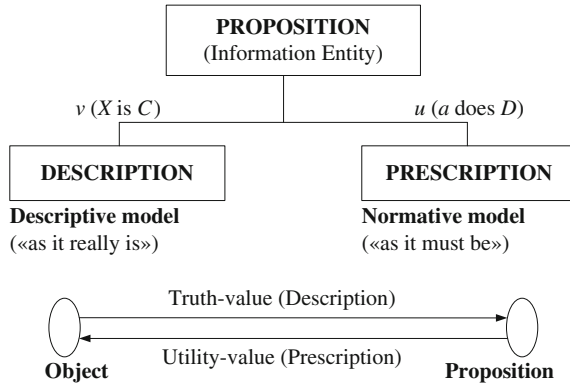 PROPOSITION
(Information Entity)
v (X is C)
u (a does D)
DESCRIPTION
PRESCRIPTION
Descriptive model
(«as it really is»)
Normative model
(«as it must be»)
Truth-value (Description)
Utility-value (Prescription)
Object
Proposition